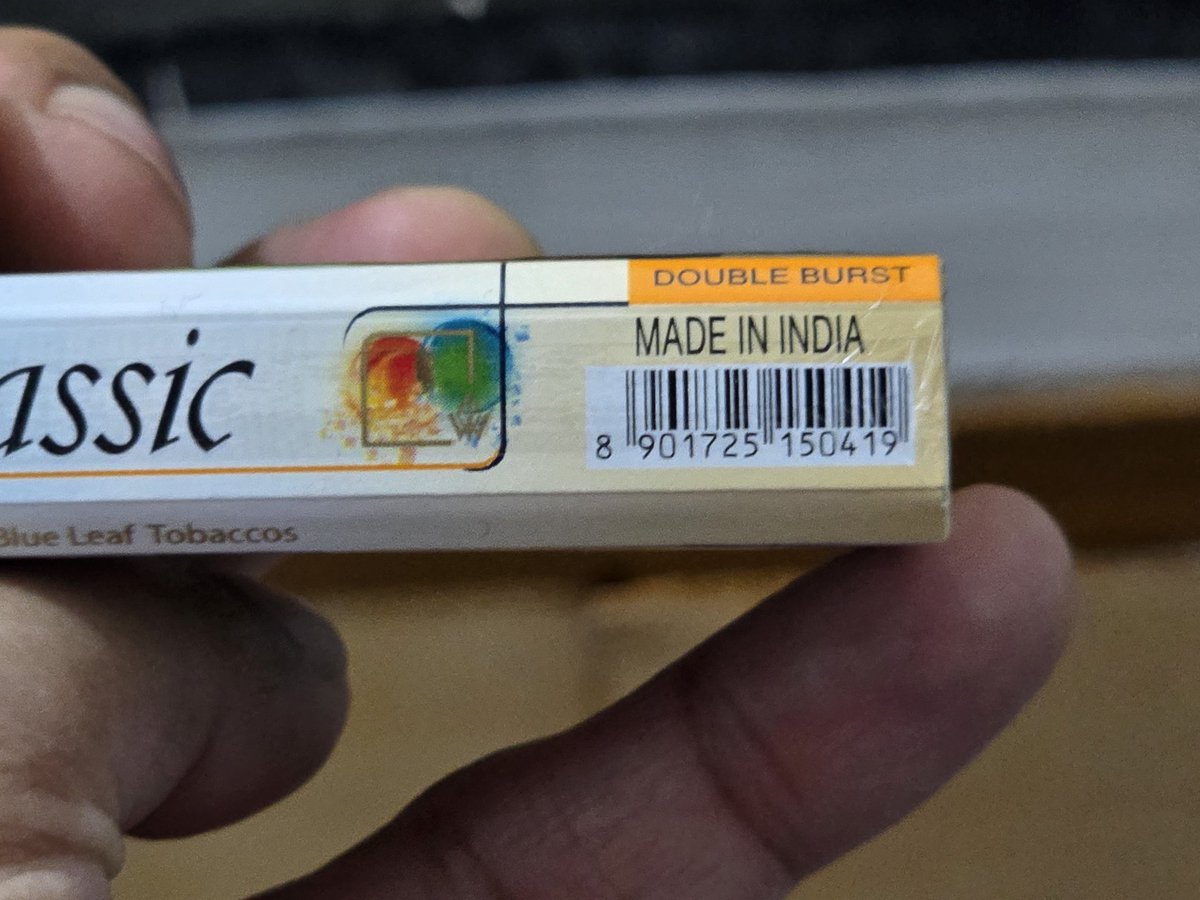 DOUBLE BURST
MADE IN INDIA
assic
8 901725 150419
Blue Leaf Tobaccos